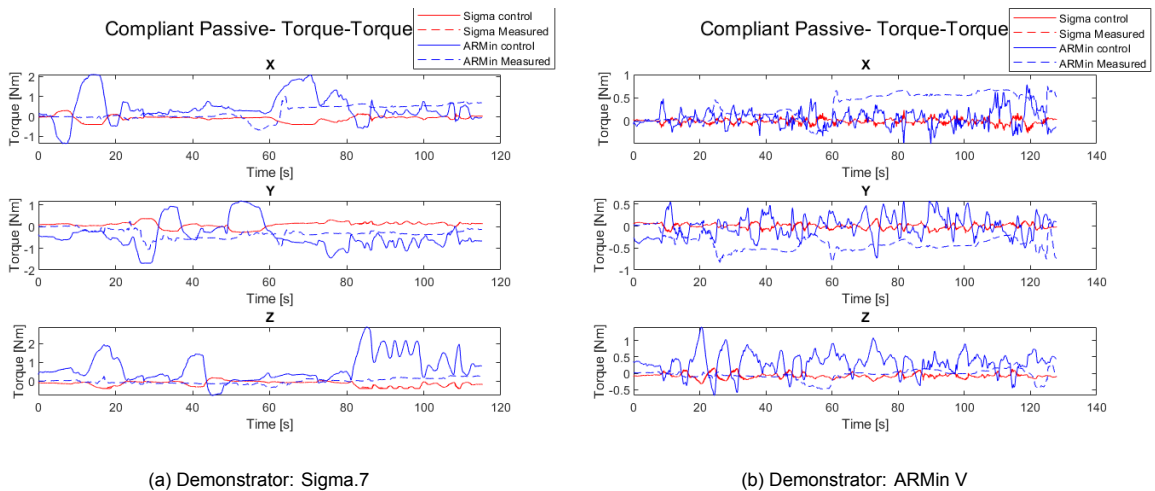 Compliant Passive- Torque-Torque
Sigma control
Sigma Measured
ARMin control
ARMin Measured
X
Torque [Nm]
2
1
0
-1
0 20 40 60 80 100 120
Time [s]
Y
Torque [Nm]
1
0
-1
-2
0 20 40 60 80 100 120
Time [s]
Z
Torque [Nm]
2
1
0
0 20 40 60 80 100 120
Time [s]
(a) Demonstrator: Sigma.7
Compliant Passive- Torque-Torque
Sigma control
Sigma Measured
ARMin control
ARMin Measured
X
Torque [Nm]
1
0.5
0
0 20 40 60 80 100 120 140
Time [s]
Y
Torque [Nm]
0.5
0
-0.5
-1
0 20 40 60 80 100 120 140
Time [s]
Z
Torque [Nm]
1
0.5
0
-0.5
0 20 40 60 80 100 120 140
Time [s]
(b) Demonstrator: ARMin V